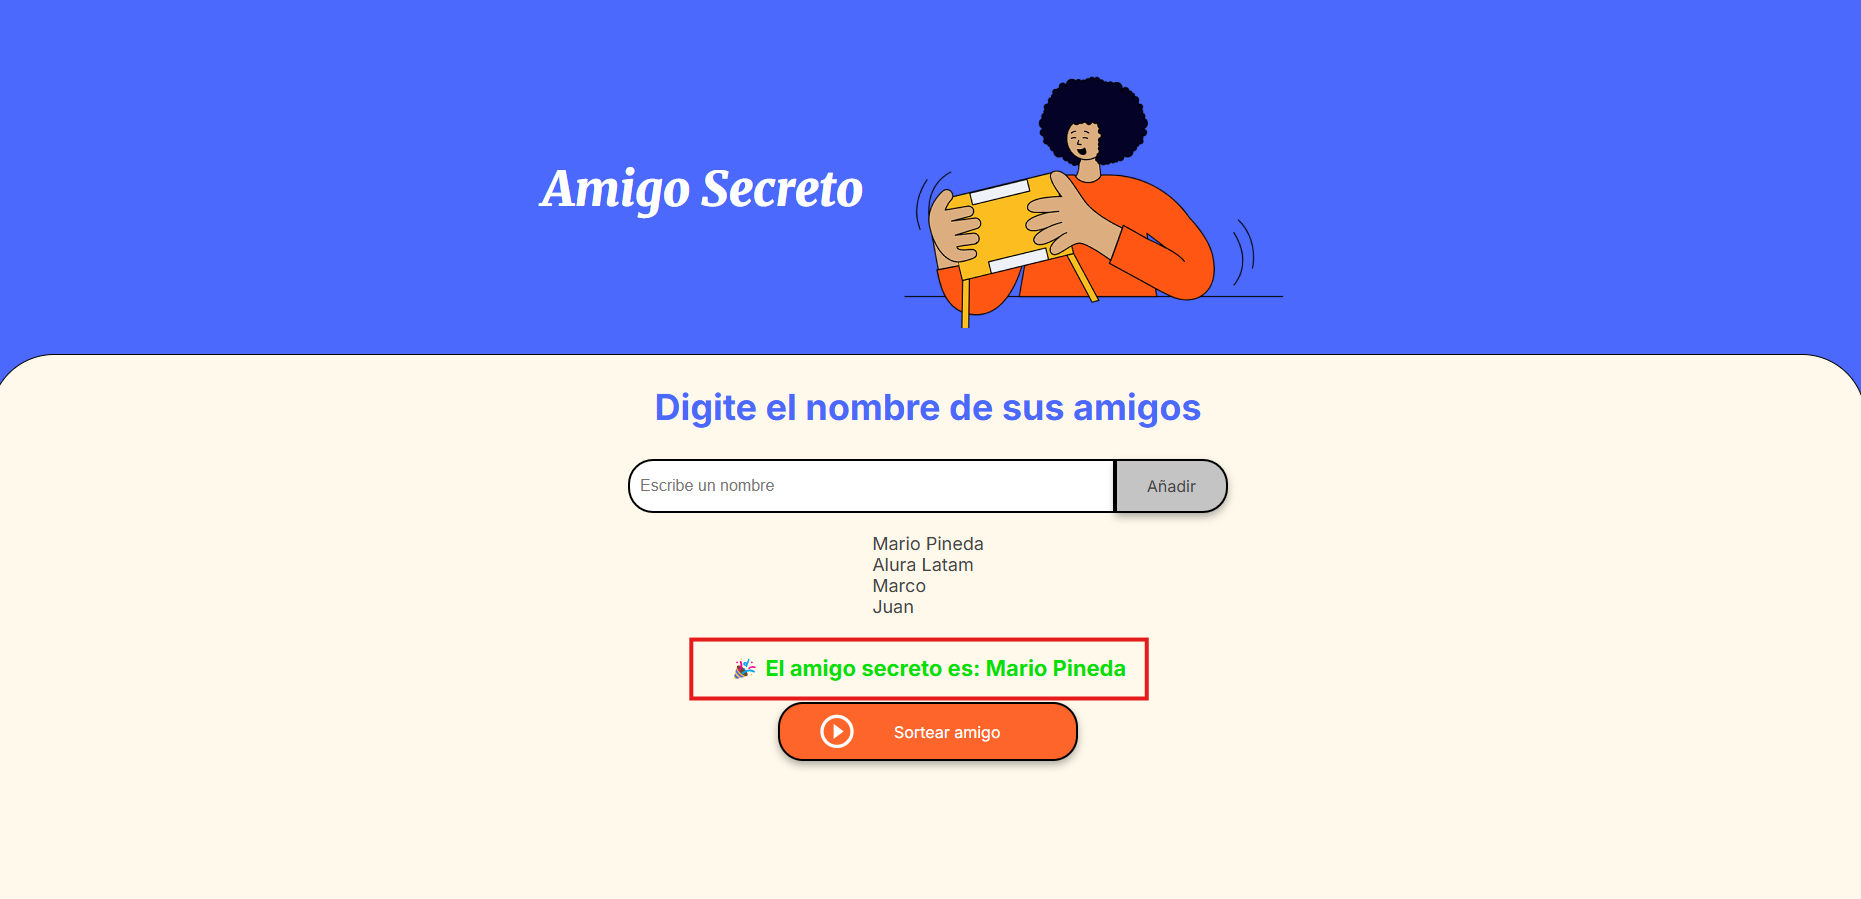 Amigo Secreto
Digite el nombre de sus amigos
Escribe un nombre
Añadir
Mario Pineda
Alura Latam
Marco
Juan
🎉 El amigo secreto es: Mario Pineda
Sortear amigo